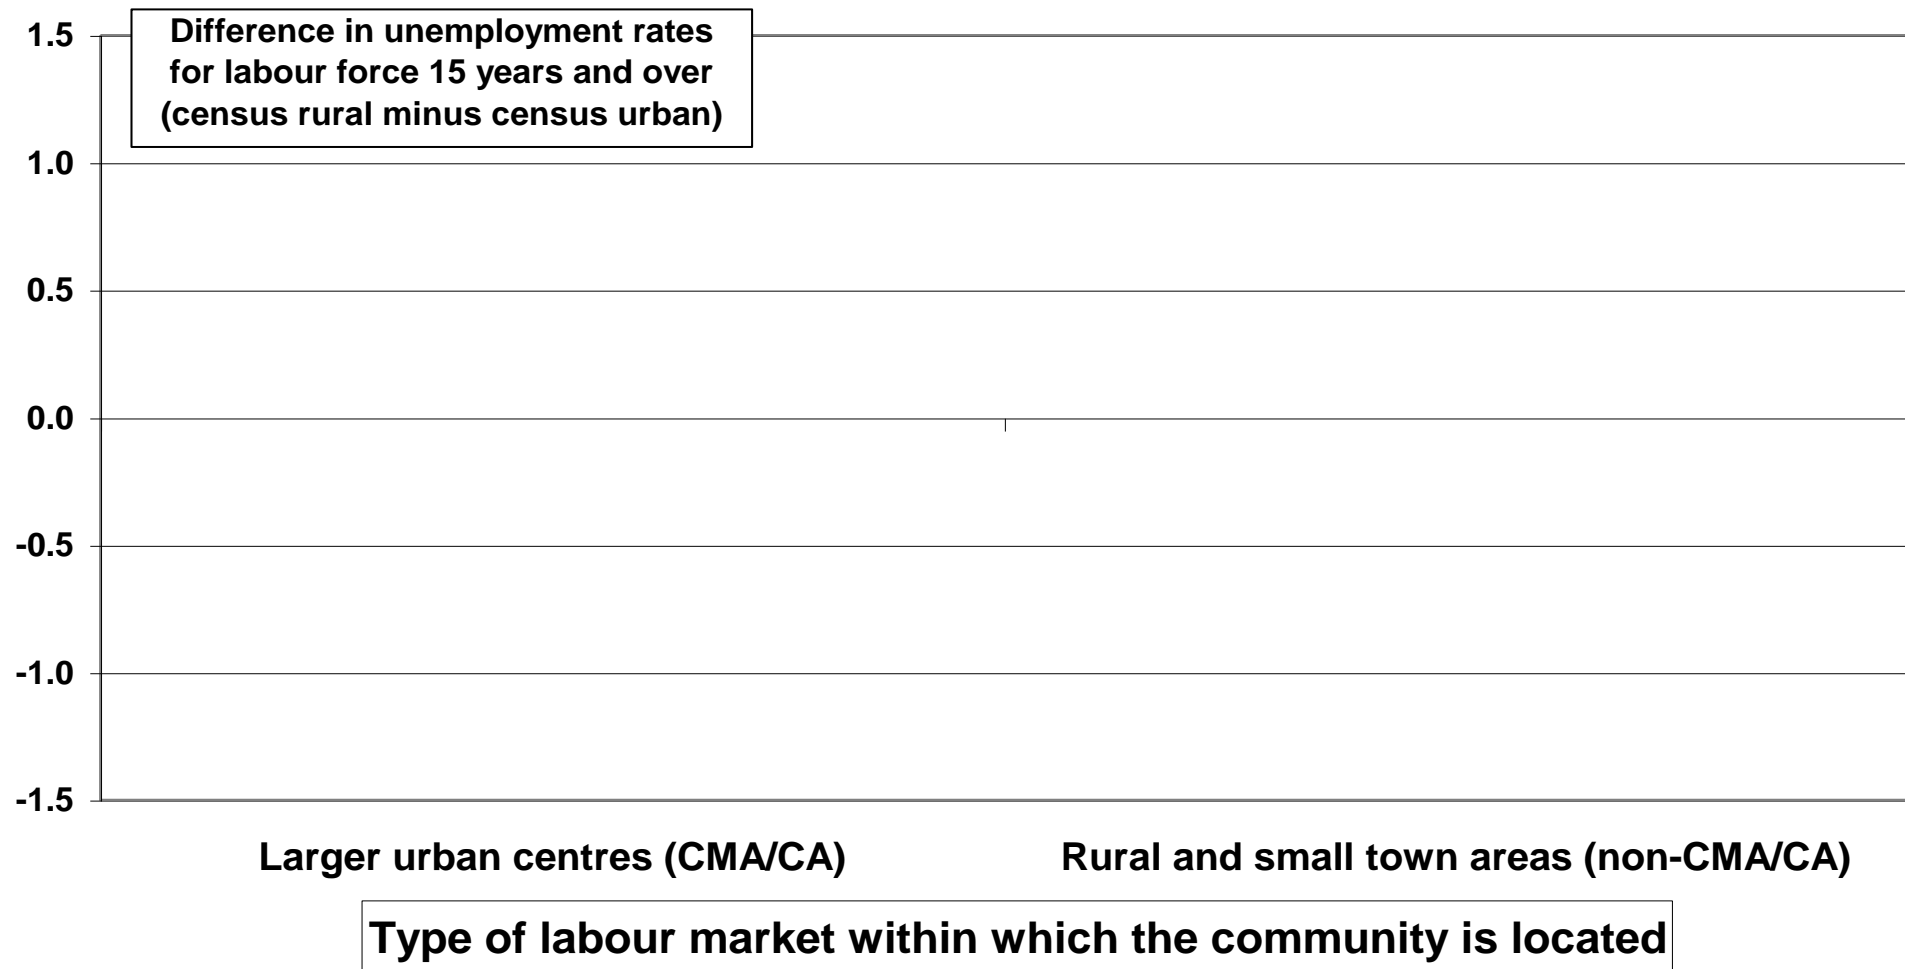 Difference in unemployment rates
for labour force 15 years and over
(census rural minus census urban)
1.5
1.0
0.5
0.0
-0.5
-1.0
-1.5
Larger urban centres (CMA/CA)
Rural and small town areas (non-CMA/CA)
Type of labour market within which the community is located